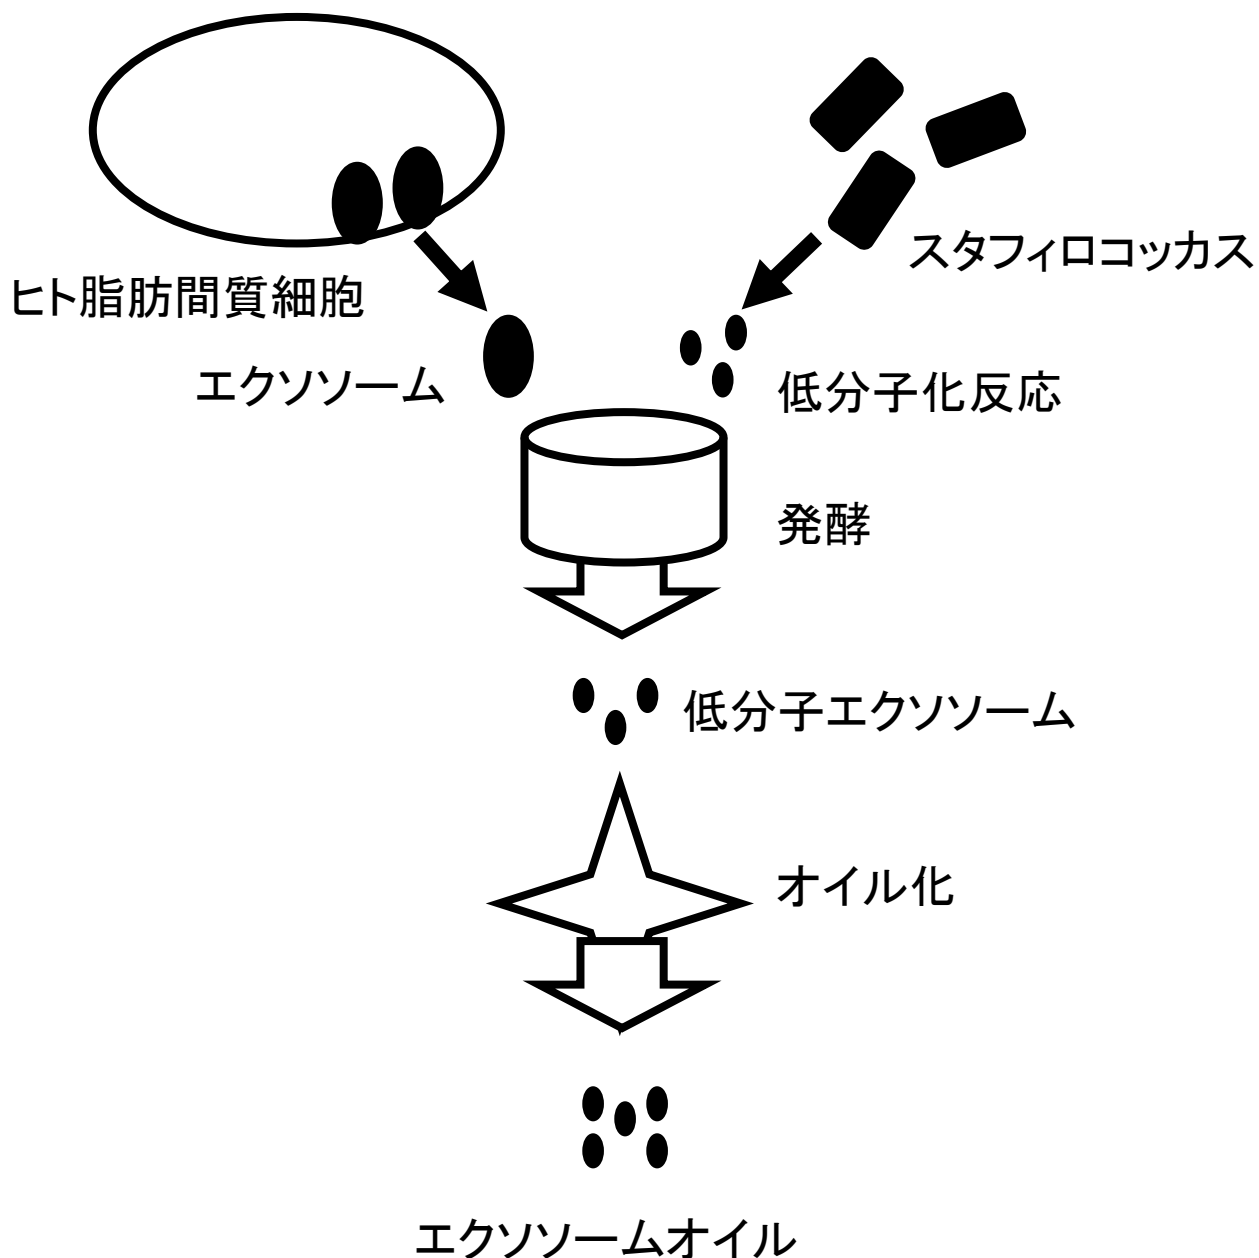 スタフィロコッカス
ヒト脂肪間質細胞
エクソソーム
低分子化反応
発酵
低分子エクソソーム
オイル化
エクソソームオイル